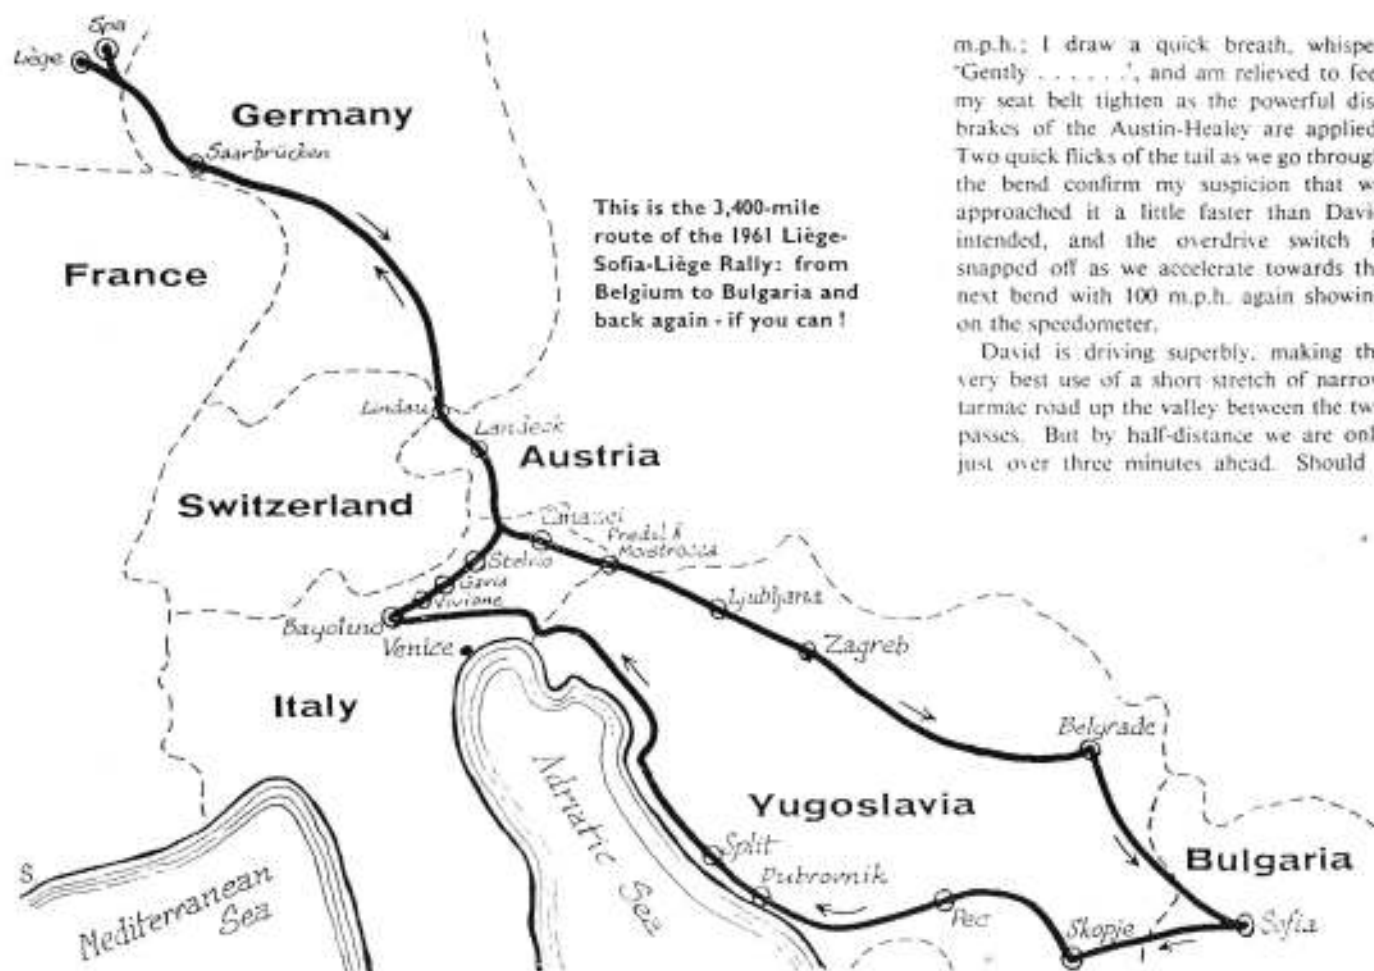 Spa
Liège
Germany
Saarbrücken
France
This is the 3,400-mile
route of the 1961 Liège-
Sofia-Liège Rally: from
Belgium to Bulgaria and
back again - if you can !
Lindau
Landeck
Austria
Switzerland
Predil &
Moistrocca
Stelvio
Gavia
Viviane
Ljubljana
Bayolino
Venice
Zagreb
Italy
Belgrade
Adriatic
Sea
Yugoslavia
Split
Bulgaria
Dubrovnik
Pec
Skopje
Sofia
S
Mediterranean
Sea
m.p.h.; I draw a quick breath, whispe
"Gently . . . . . .', and am relieved to fee
my seat belt tighten as the powerful dis
brakes of the Austin-Healey are applied
Two quick flicks of the tail as we go through
the bend confirm my suspicion that w
approached it a little faster than Davi
intended, and the overdrive switch i
snapped off as we accelerate towards th
next bend with 100 m.p.h. again showin
on the speedometer.
David is driving superbly, making th
very best use of a short stretch of narrow
tarmac road up the valley between the tw
passes. But by half-distance we are onl
just over three minutes ahead. Should